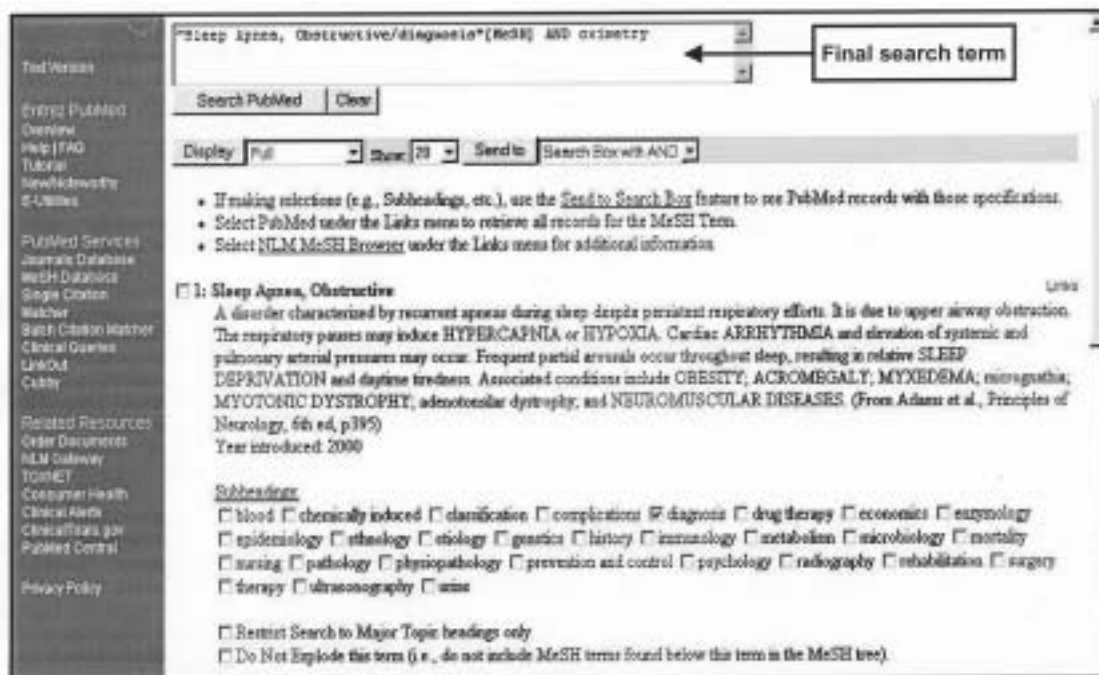 "Sleep Apnea, Obstructive/diagnosis"[MeSH] AND oximetry
Final search term
Search PubMed Clear
Display Full Show: 20 Send to Search Box with AND
If making selections (e.g., Subheadings, etc.), use the Send to Search Box feature to see PubMed records with those specifications.
Select PubMed under the Links menu to retrieve all records for the MeSH Term.
Select NLM MeSH Browser under the Links menu for additional information.
1: Sleep Apnea, Obstructive
Links
A disorder characterized by recurrent apneas during sleep despite persistent respiratory efforts. It is due to upper airway obstruction.
The respiratory pauses may induce HYPERCAPNIA or HYPOXIA. Cardiac ARRHYTHMIA and elevation of systemic and
pulmonary arterial pressures may occur. Frequent partial arousals occur throughout sleep, resulting in relative SLEEP
DEPRIVATION and daytime tiredness. Associated conditions include OBESITY; ACROMEGALY; MYXEDEMA; micrognathia;
MYOTONIC DYSTROPHY; adenotonsilar dystrophy; and NEUROMUSCULAR DISEASES. (From Adams et al., Principles of
Neurology, 6th ed, p395)
Year introduced: 2000
Subheadings:
blood chemically induced classification complications diagnosis drug therapy economics enzymology
epidemiology ethnology etiology genetics history immunology metabolism microbiology mortality
nursing pathology physiopathology prevention and control psychology radiography rehabilitation surgery
therapy ultrasonography urine
Restrict Search to Major Topic headings only
Do Not Explode this term (i.e., do not include MeSH terms found below this term in the MeSH tree).
Text Version
Entrez PubMed
Overview
Help | FAQ
Tutorial
New/Noteworthy
E-Utilities
PubMed Services
Journals Database
MeSH Database
Single Citation
Matcher
Batch Citation Matcher
Clinical Queries
LinkOut
Cubby
Related Resources
Order Documents
NLM Gateway
TOXNET
Consumer Health
Clinical Alerts
ClinicalTrials.gov
PubMed Central
Privacy Policy